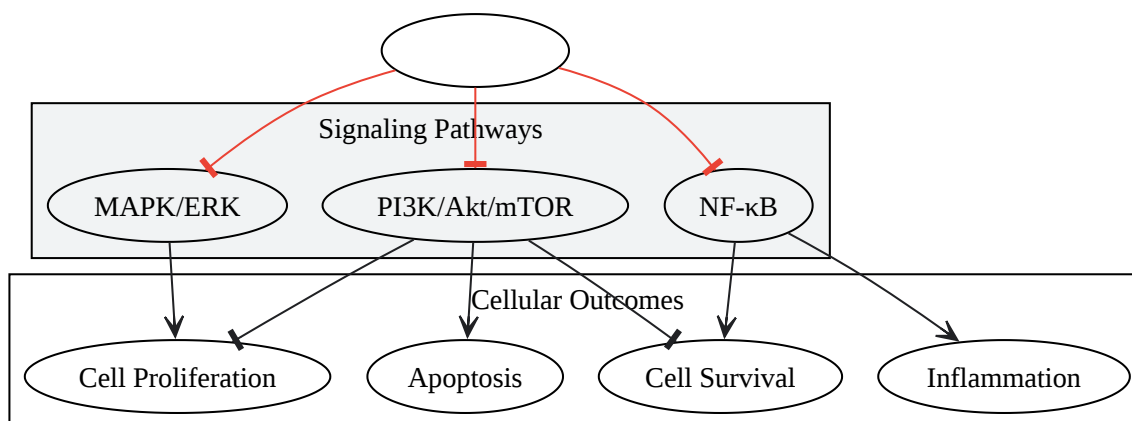 Signaling Pathways
MAPK/ERK
PI3K/Akt/mTOR
NF-κB
Cellular Outcomes
Cell Proliferation
Apoptosis
Cell Survival
Inflammation